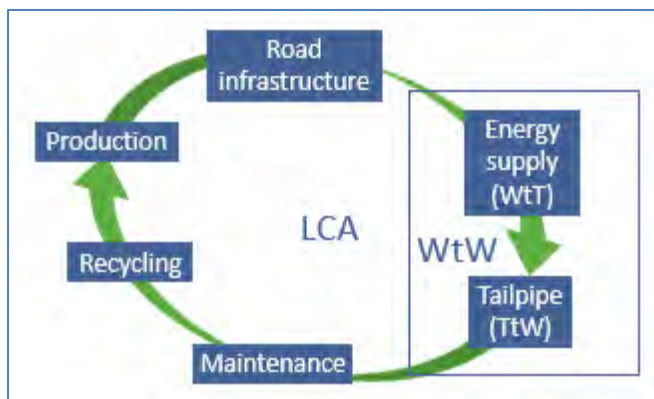 Road
infrastructure
Energy
supply
(WtT)
Production
LCA
WtW
Recycling
Tailpipe
(TtW)
Maintenance